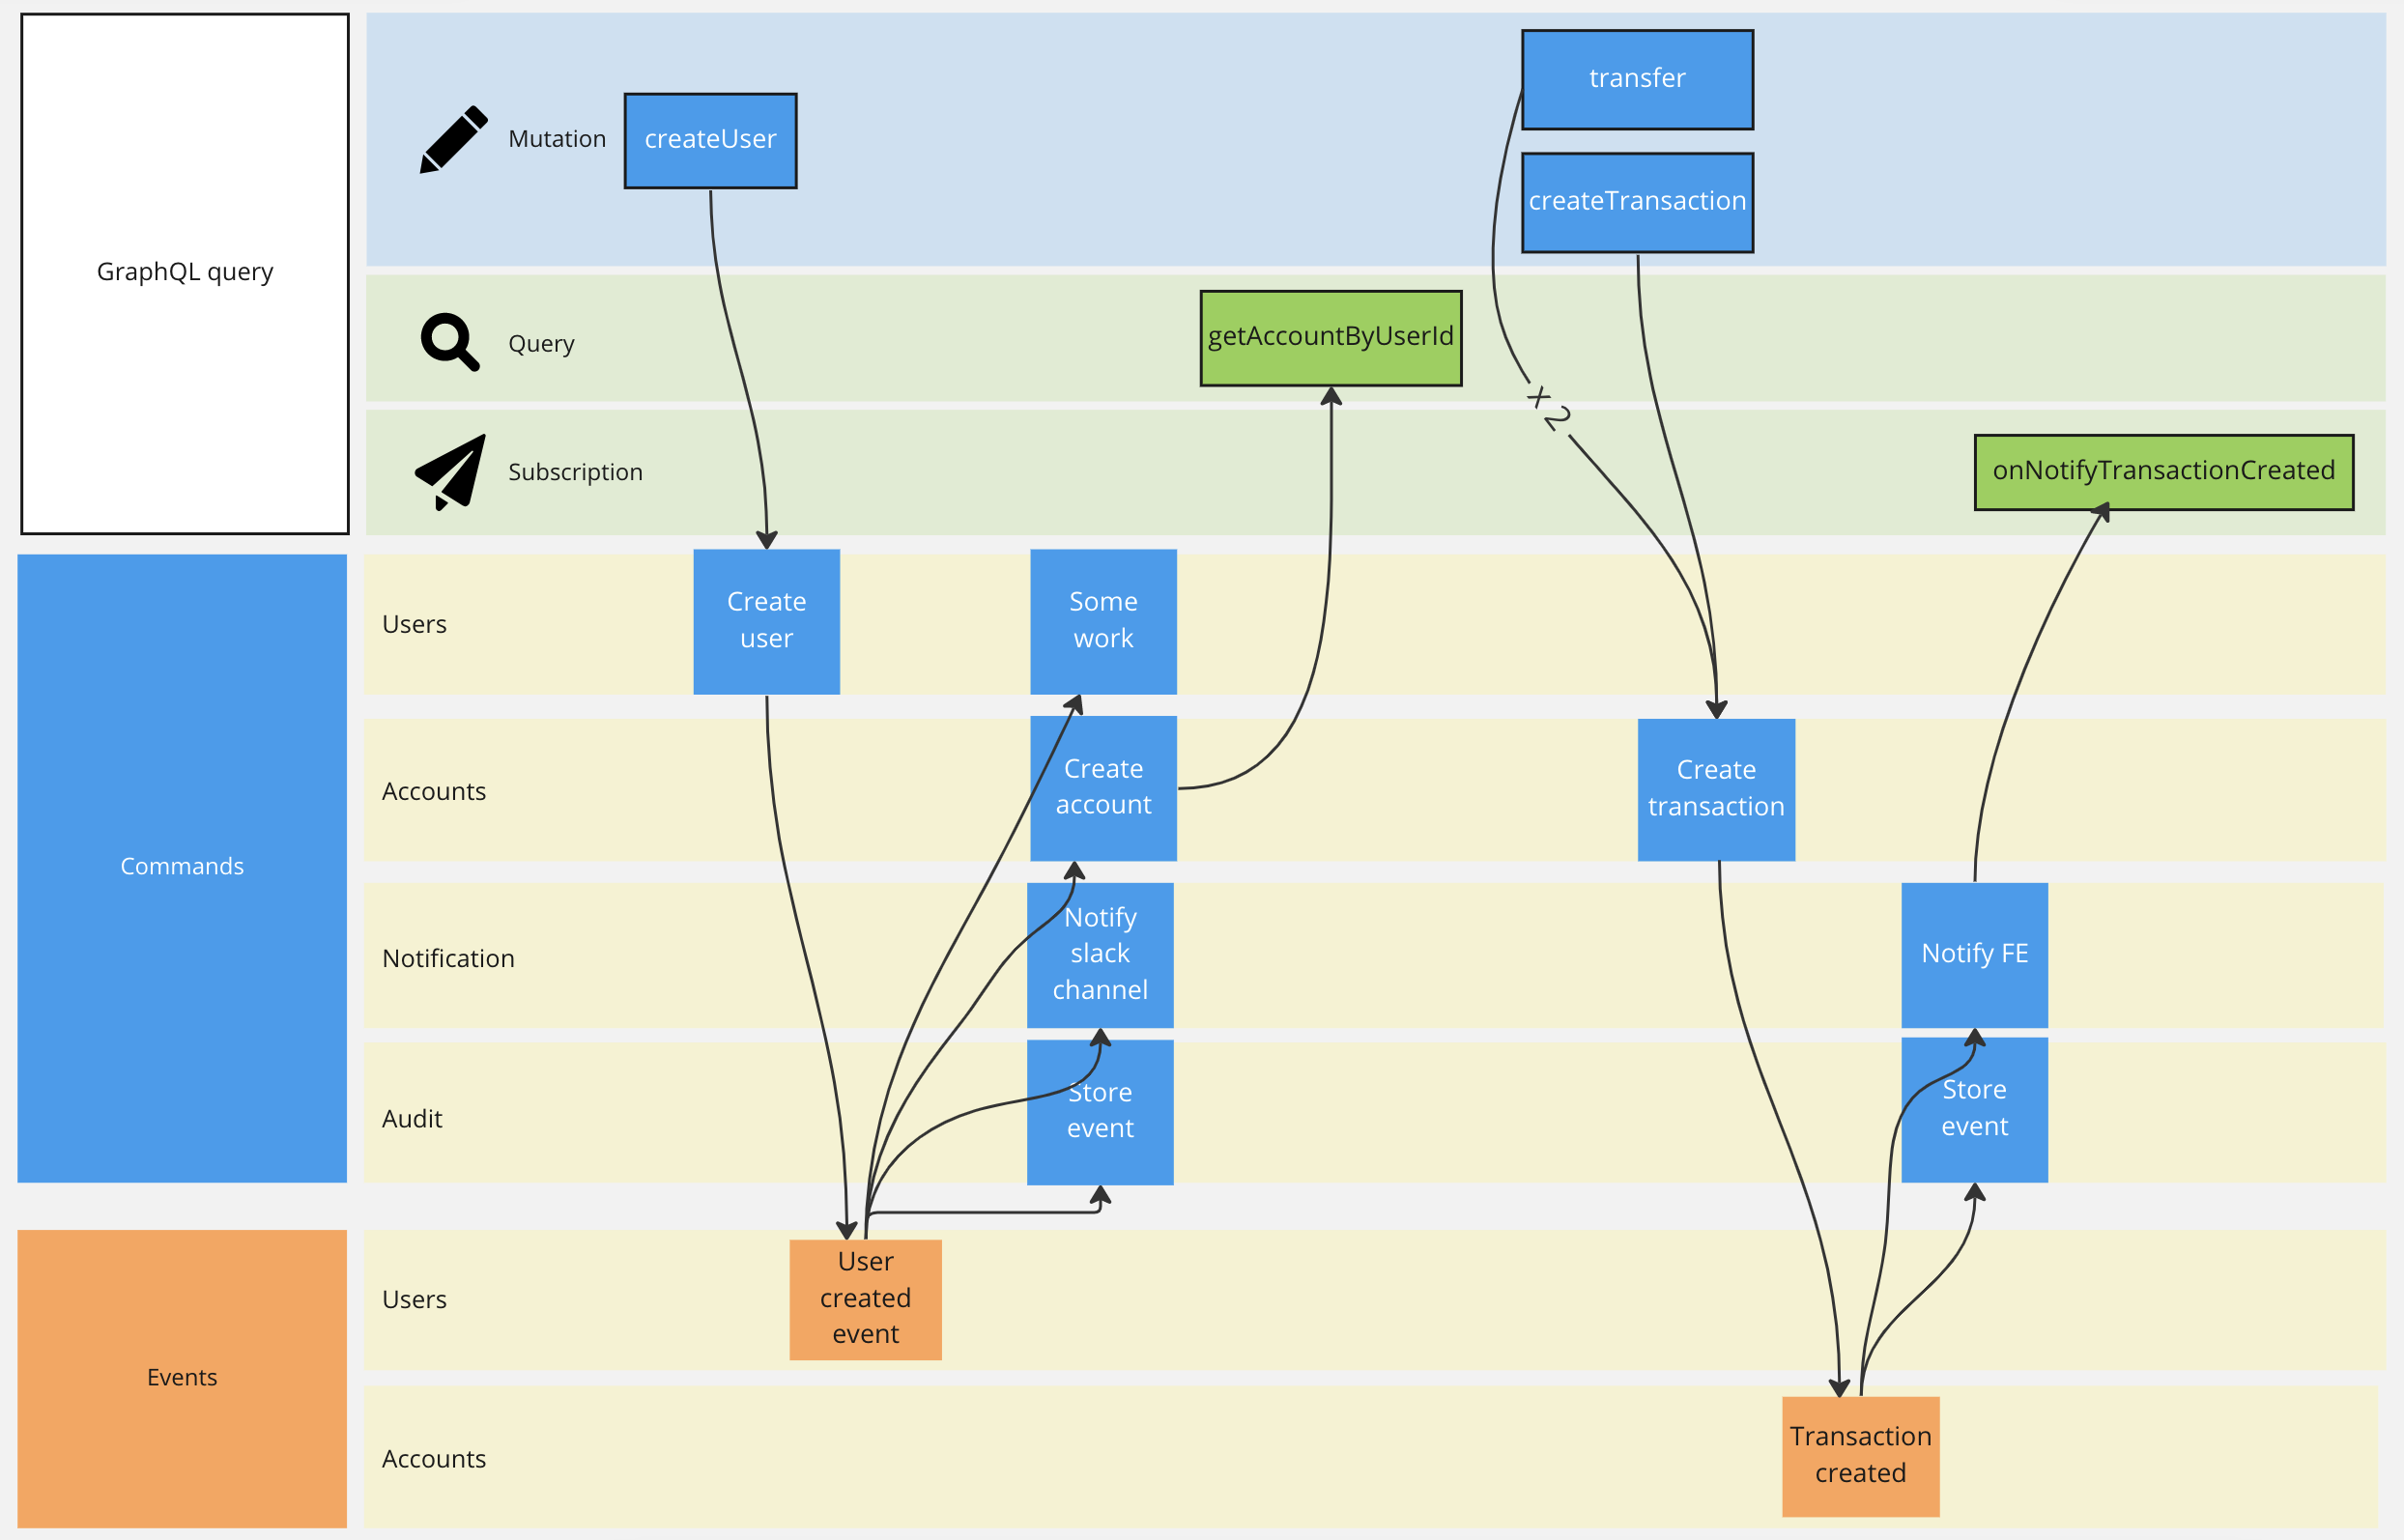 GraphQL query
Mutation
createUser
transfer
createTransaction
Query
getAccountByUserId
x 2
Subscription
onNotifyTransactionCreated
Commands
Users
Create
user
Some
work
Accounts
Create
account
Create
transaction
Notification
Notify
slack
channel
Notify FE
Audit
Store
event
Store
event
Events
Users
User
created
event
Accounts
Transaction
created